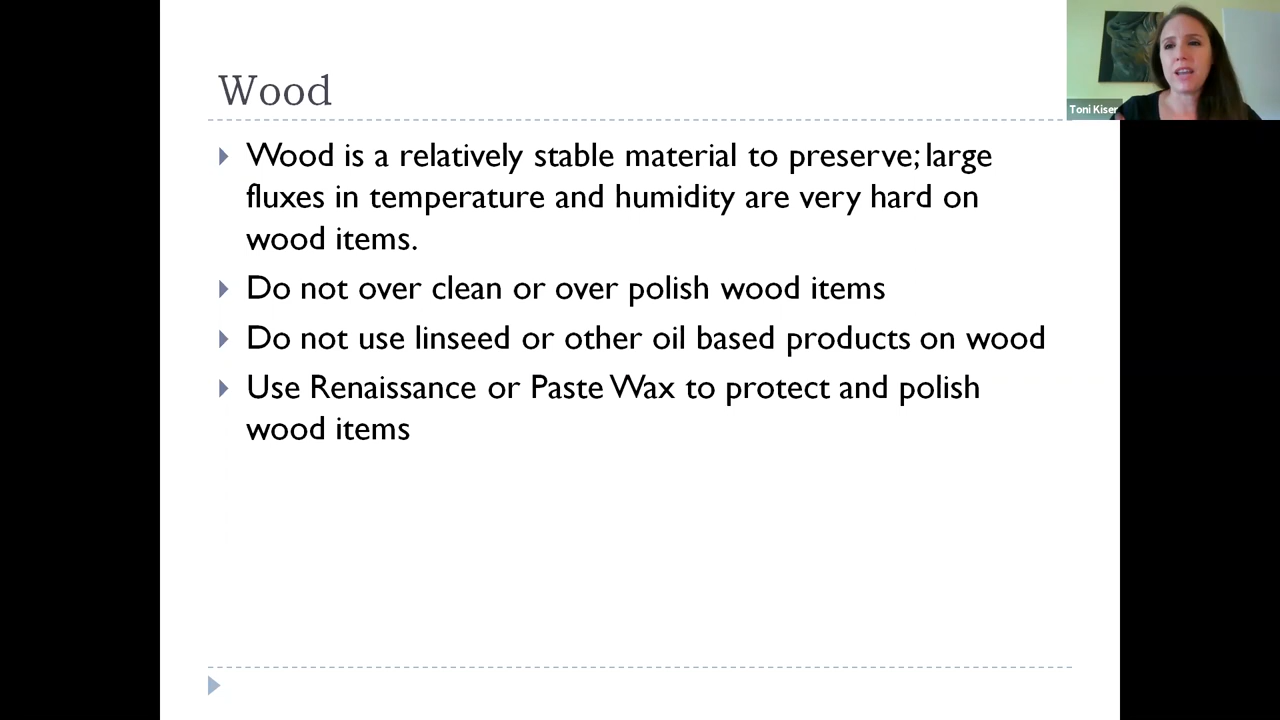 Wood
Toni Kiser
Wood is a relatively stable material to preserve; large
fluxes in temperature and humidity are very hard on
wood items.
Do not over clean or over polish wood items
Do not use linseed or other oil based products on wood
Use Renaissance or Paste Wax to protect and polish
wood items